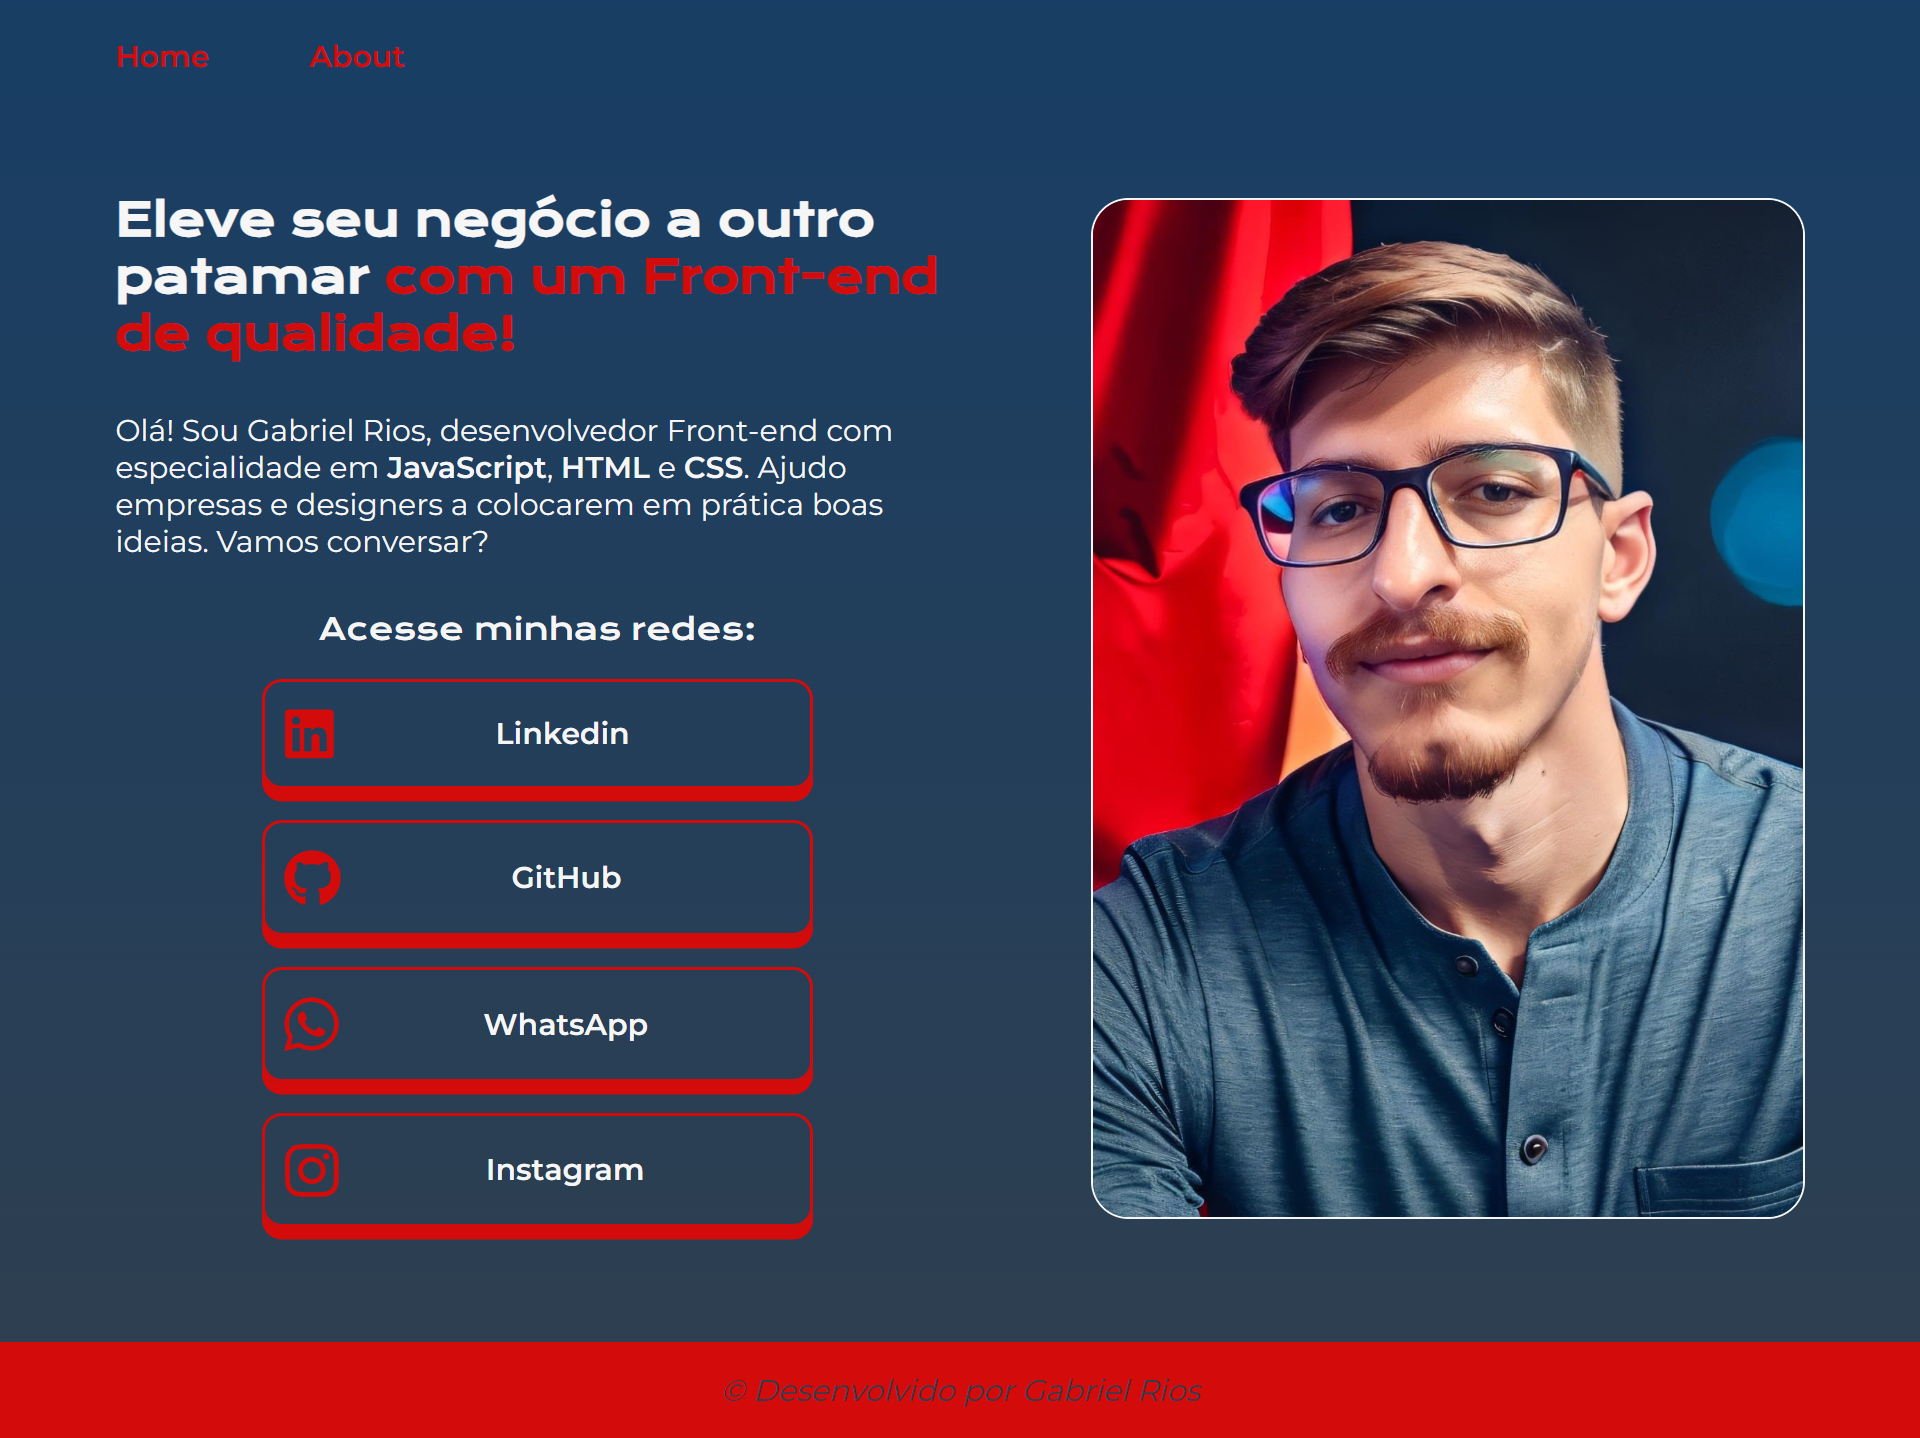 Home About
Eleve seu negócio a outro
patamar com um Front-end
de qualidade!
Olá! Sou Gabriel Rios, desenvolvedor Front-end com
especialidade em JavaScript, HTML e CSS. Ajudo
empresas e designers a colocarem em prática boas
ideias. Vamos conversar?
Acesse minhas redes:
in Linkedin
GitHub
WhatsApp
Instagram
© Desenvolvido por Gabriel Rios